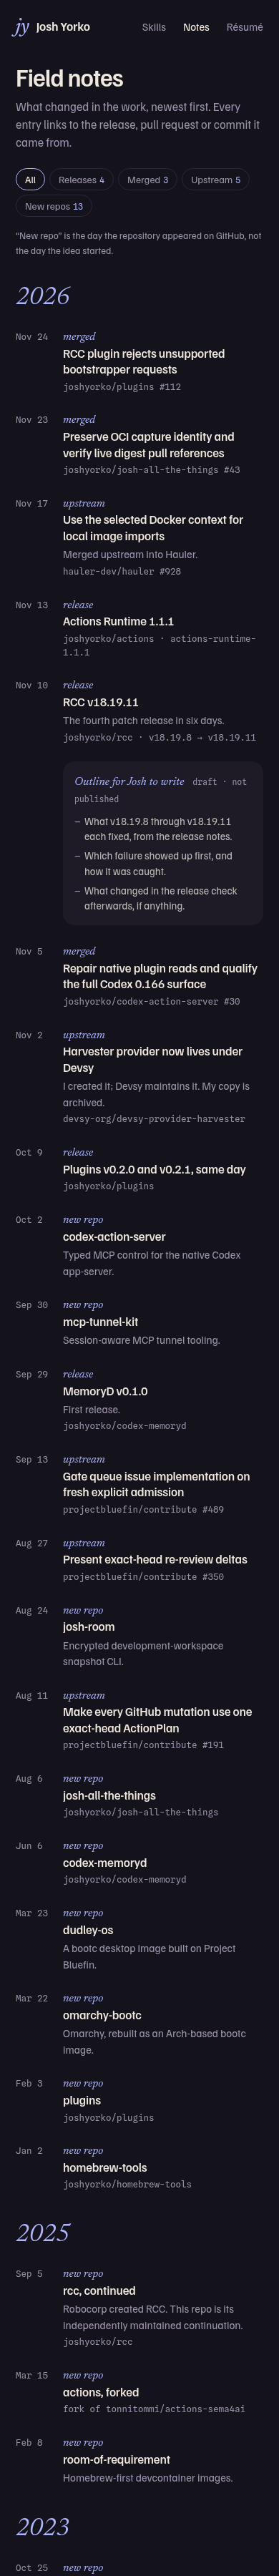 jy Josh Yorko Skills Notes Résumé
Field notes
What changed in the work, newest first. Every
entry links to the release, pull request or commit it
came from.
All Releases 4 Merged 3 Upstream 5
New repos 13
"New repo" is the day the repository appeared on GitHub, not
the day the idea started.
2026
Nov 24 merged
RCC plugin rejects unsupported
bootstrapper requests
joshyorko/plugins #112
Nov 23 merged
Preserve OCI capture identity and
verify live digest pull references
joshyorko/josh-all-the-things #43
Nov 17 upstream
Use the selected Docker context for
local image imports
Merged upstream into Hauler.
hauler-dev/hauler #928
Nov 13 release
Actions Runtime 1.1.1
joshyorko/actions · actions-runtime-
1.1.1
Nov 10 release
RCC v18.19.11
The fourth patch release in six days.
joshyorko/rcc · v18.19.8 → v18.19.11
Outline for Josh to write draft · not
published
– What v18.19.8 through v18.19.11
each fixed, from the release notes.
– Which failure showed up first, and
how it was caught.
– What changed in the release check
afterwards, if anything.
Nov 5 merged
Repair native plugin reads and qualify
the full Codex 0.166 surface
joshyorko/codex-action-server #30
Nov 2 upstream
Harvester provider now lives under
Devsy
I created it; Devsy maintains it. My copy is
archived.
devsy-org/devsy-provider-harvester
Oct 9 release
Plugins v0.2.0 and v0.2.1, same day
joshyorko/plugins
Oct 2 new repo
codex-action-server
Typed MCP control for the native Codex
app-server.
Sep 30 new repo
mcp-tunnel-kit
Session-aware MCP tunnel tooling.
Sep 29 release
MemoryD v0.1.0
First release.
joshyorko/codex-memoryd
Sep 13 upstream
Gate queue issue implementation on
fresh explicit admission
projectbluefin/contribute #489
Aug 27 upstream
Present exact-head re-review deltas
projectbluefin/contribute #350
Aug 24 new repo
josh-room
Encrypted development-workspace
snapshot CLI.
Aug 11 upstream
Make every GitHub mutation use one
exact-head ActionPlan
projectbluefin/contribute #191
Aug 6 new repo
josh-all-the-things
joshyorko/josh-all-the-things
Jun 6 new repo
codex-memoryd
joshyorko/codex-memoryd
Mar 23 new repo
dudley-os
A bootc desktop image built on Project
Bluefin.
Mar 22 new repo
omarchy-bootc
Omarchy, rebuilt as an Arch-based bootc
image.
Feb 3 new repo
plugins
joshyorko/plugins
Jan 2 new repo
homebrew-tools
joshyorko/homebrew-tools
2025
Sep 5 new repo
rcc, continued
Robocorp created RCC. This repo is its
independently maintained continuation.
joshyorko/rcc
Mar 15 new repo
actions, forked
fork of tonnitommi/actions-sema4ai
Feb 8 new repo
room-of-requirement
Homebrew-first devcontainer images.
2023
Oct 25 new repo